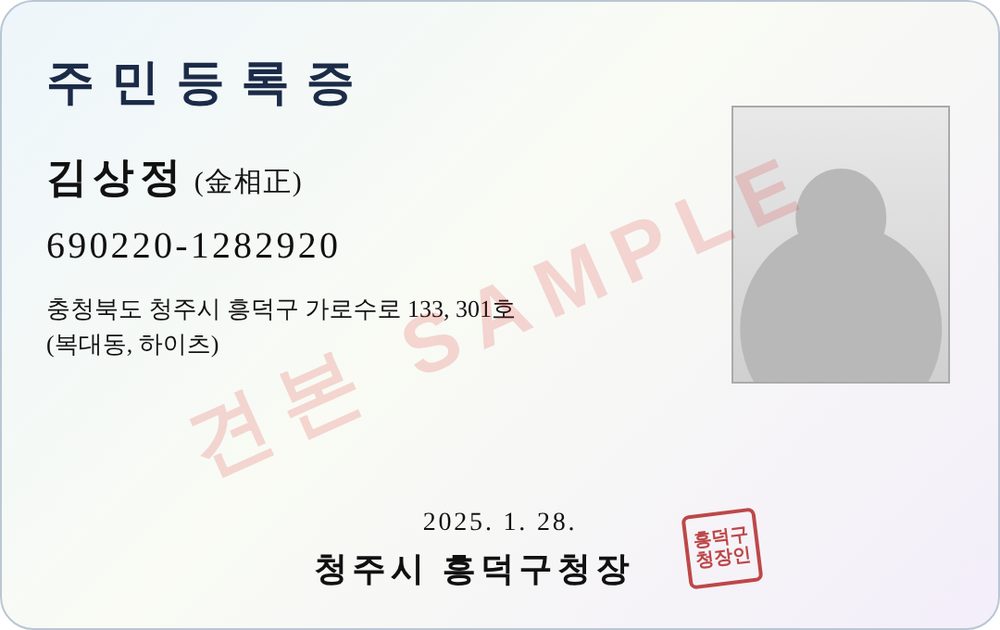 주민등록증
김상정 (金相正)
690220-1282920
충청북도 청주시 흥덕구 가로수로 133, 301호
(복대동, 하이츠)
견본 SAMPLE
2025. 1. 28.
청주시 흥덕구청장
흥덕구
청장인